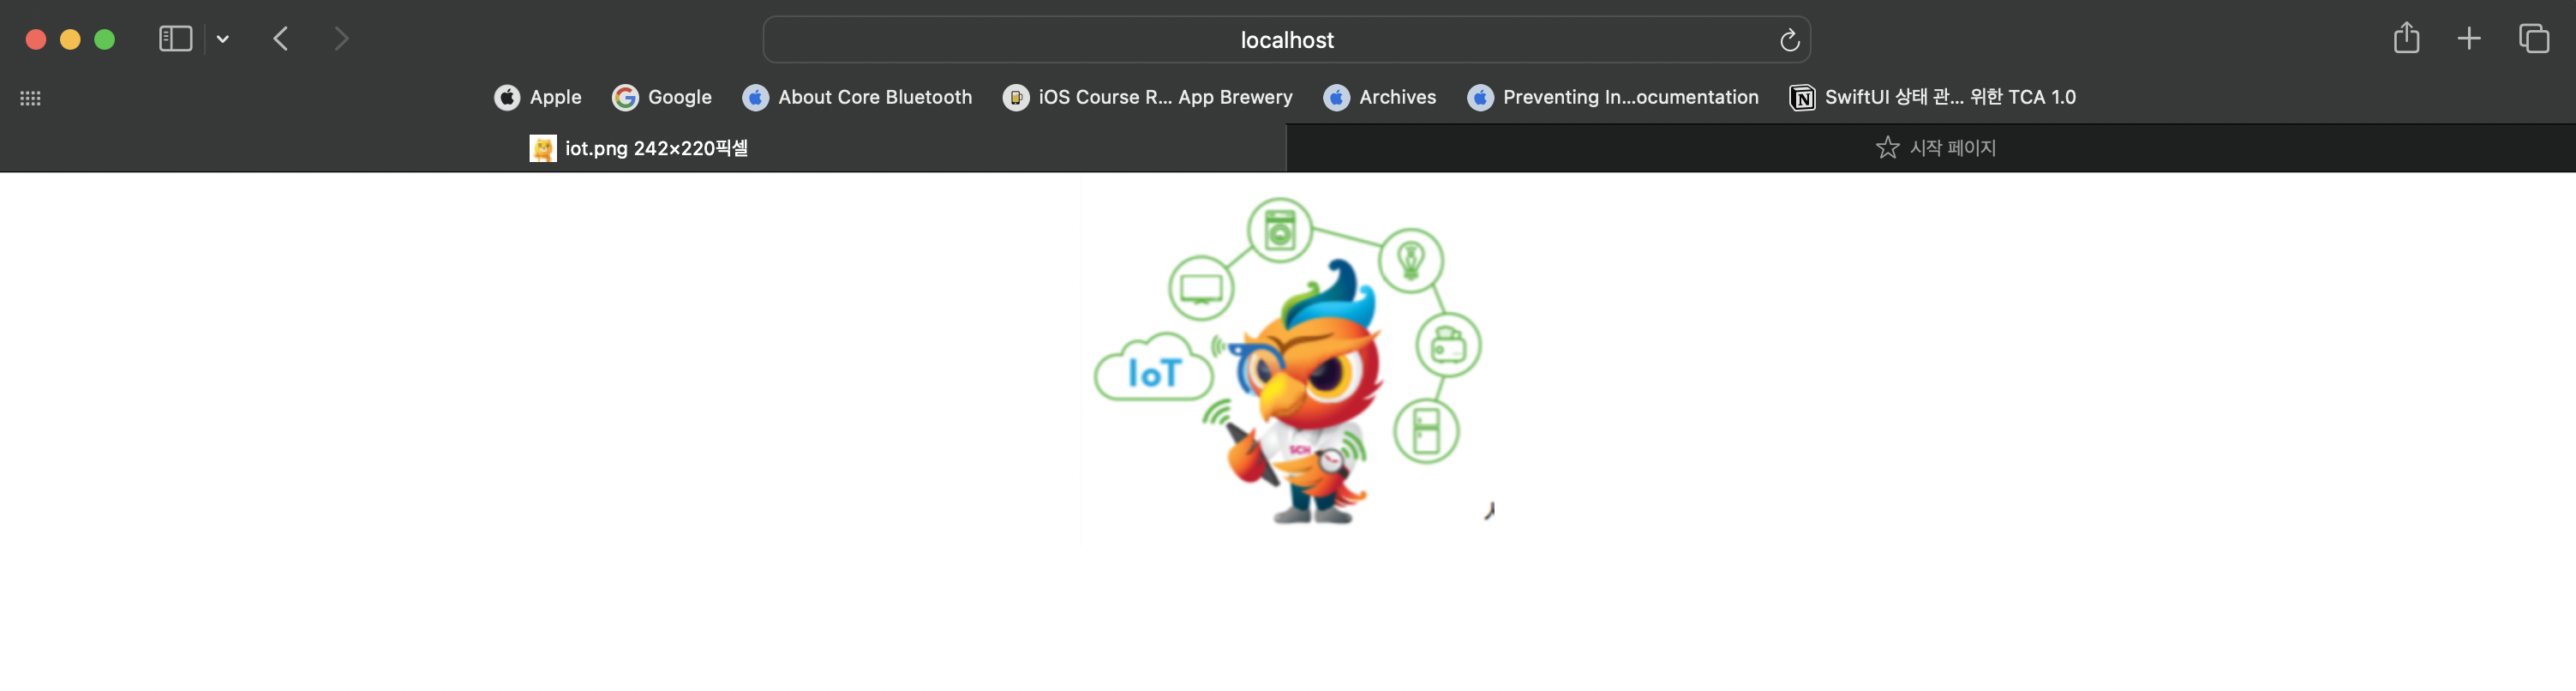 localhost
Apple Google About Core Bluetooth iOS Course R... App Brewery Archives Preventing In...ocumentation SwiftUI 상태 관... 위한 TCA 1.0
iot.png 242×220픽셀 시작 페이지
IoT
SCH